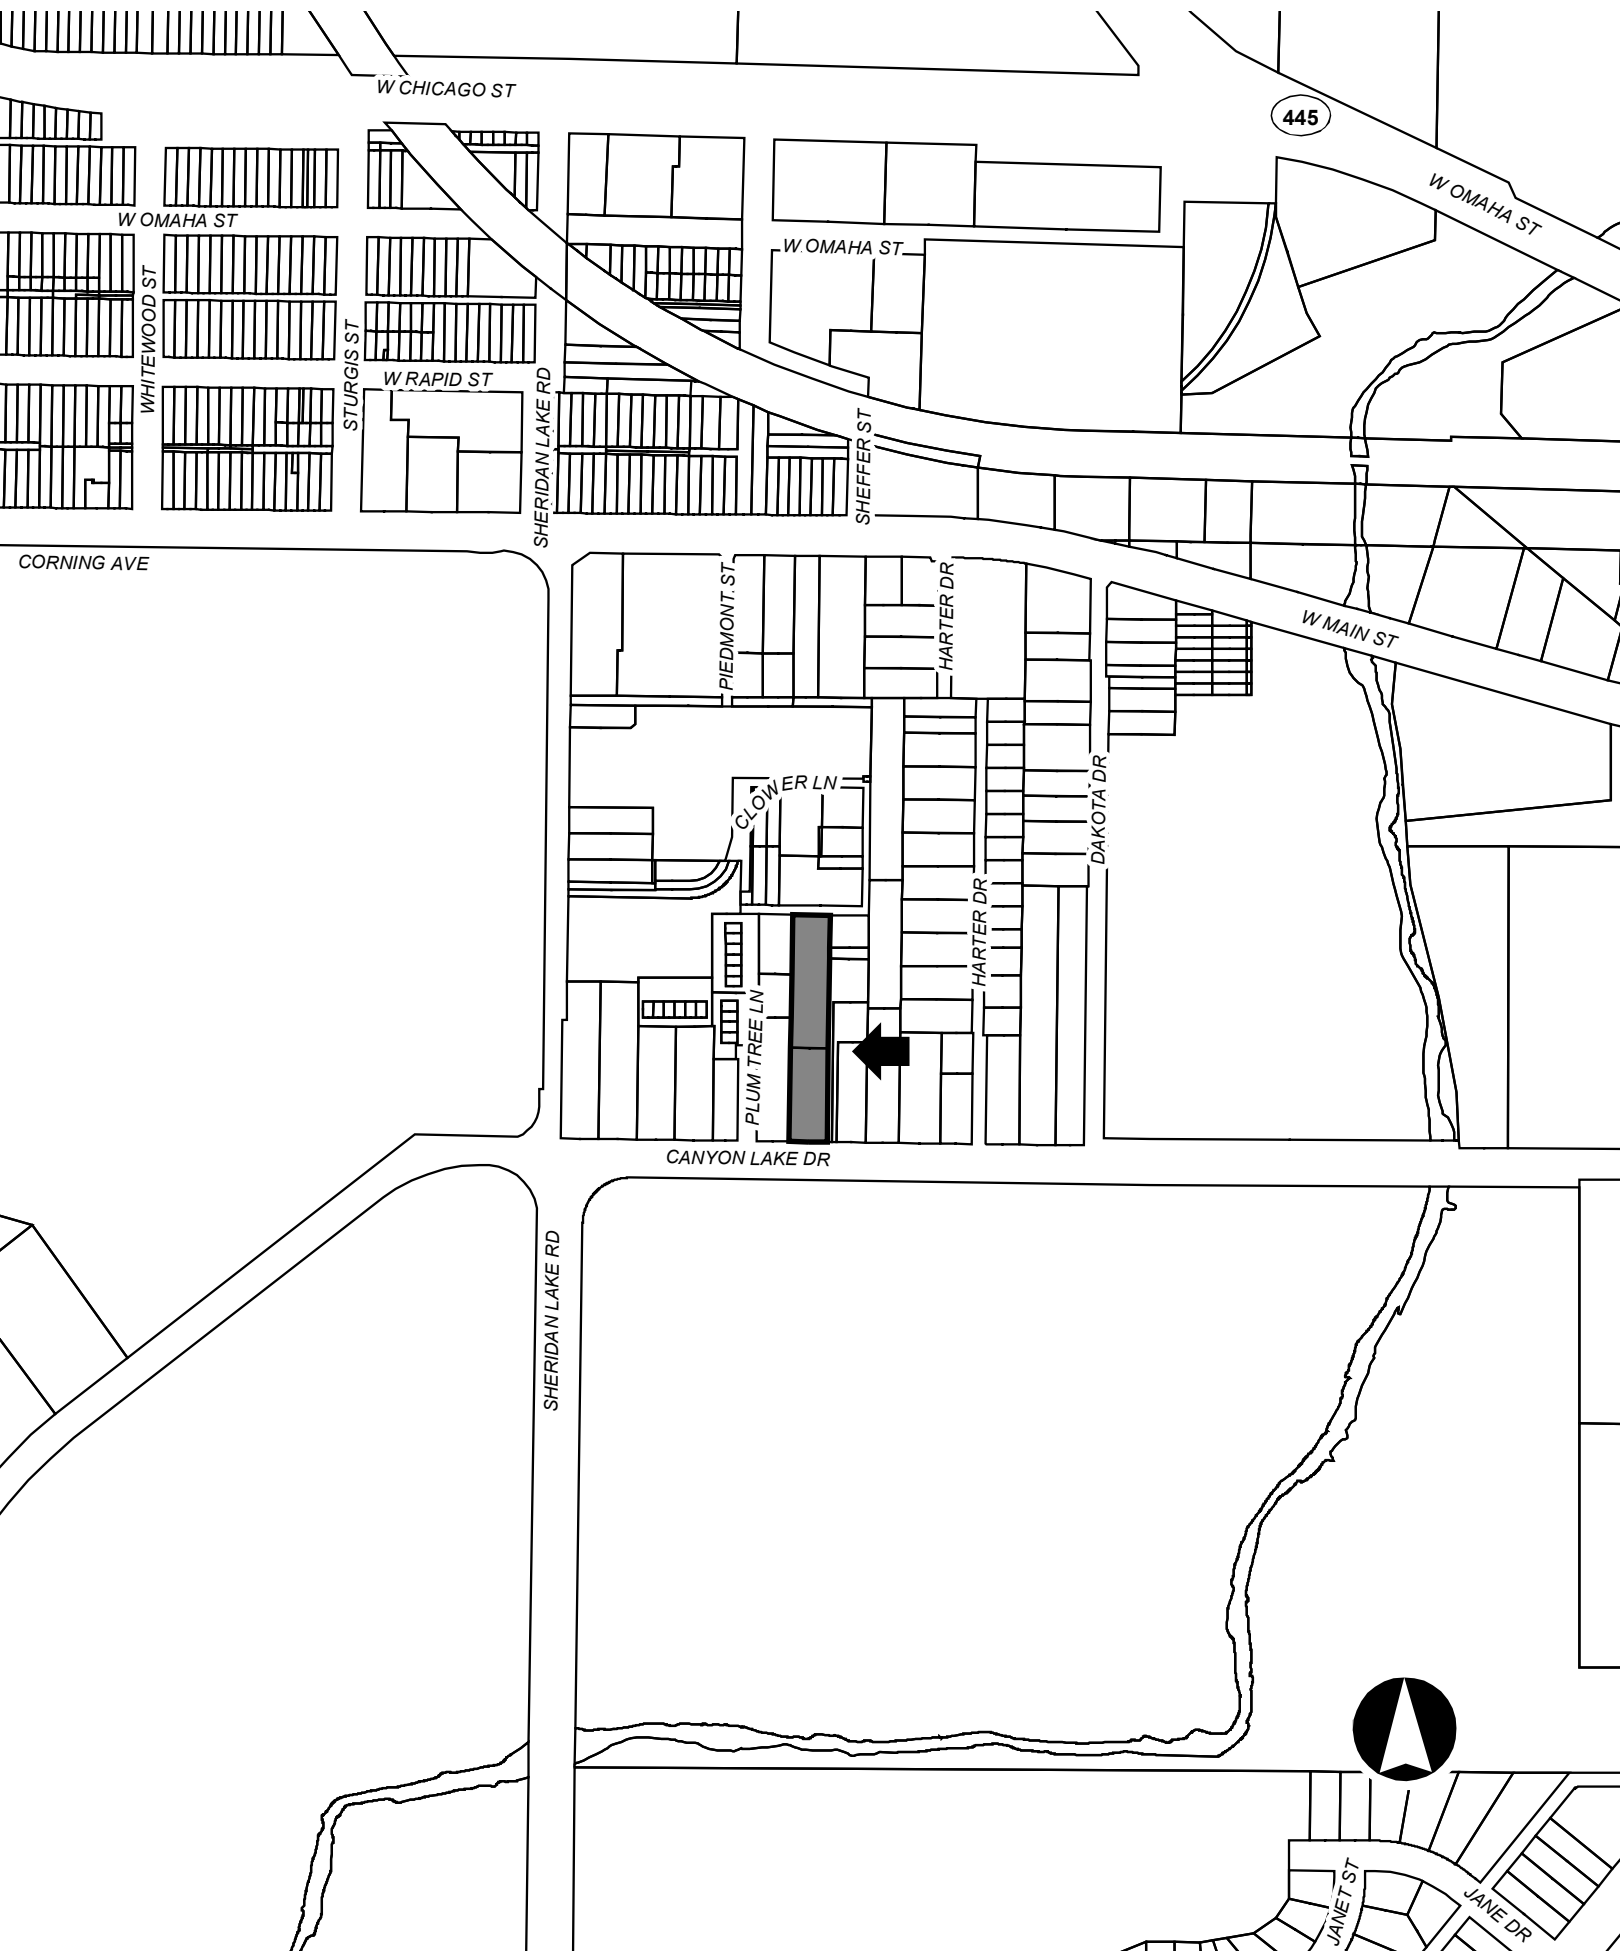 W CHICAGO ST
445
W OMAHA ST
W OMAHA ST
W OMAHA ST
WHITEWOOD ST
STURGIS ST
W RAPID ST
SHERIDAN LAKE RD
SHEFFER ST
CORNING AVE
PIEDMONT ST
HARTER DR
W MAIN ST
CLOWER LN
DAKOTA DR
HARTER DR
PLUM TREE LN
CANYON LAKE DR
SHERIDAN LAKE RD
JANET ST
JANE DR